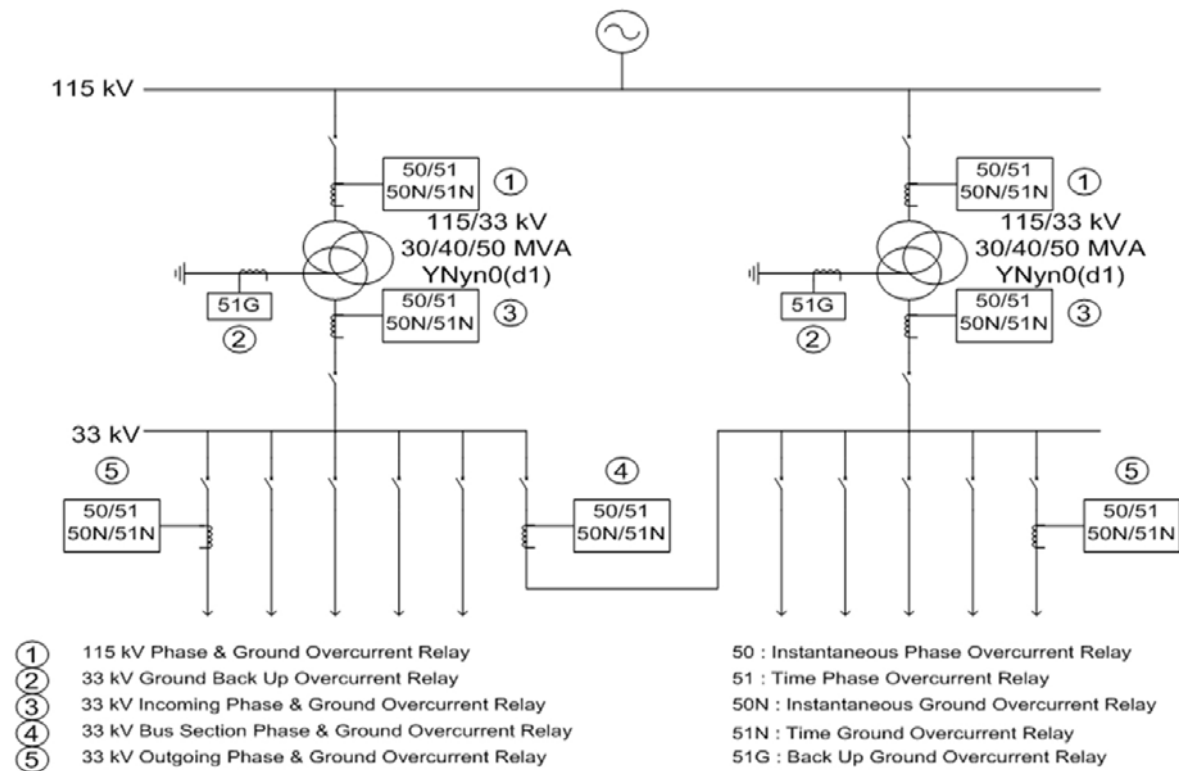 115 kV
50/51
50N/51N
1
50/51
50N/51N
1
115/33 kV
30/40/50 MVA
YNyn0(d1)
115/33 kV
30/40/50 MVA
YNyn0(d1)
51G
2
50/51
50N/51N
3
51G
2
50/51
50N/51N
3
33 kV
5
50/51
50N/51N
4
50/51
50N/51N
5
50/51
50N/51N
1 115 kV Phase & Ground Overcurrent Relay
2 33 kV Ground Back Up Overcurrent Relay
3 33 kV Incoming Phase & Ground Overcurrent Relay
4 33 kV Bus Section Phase & Ground Overcurrent Relay
5 33 kV Outgoing Phase & Ground Overcurrent Relay
50 : Instantaneous Phase Overcurrent Relay
51 : Time Phase Overcurrent Relay
50N : Instantaneous Ground Overcurrent Relay
51N : Time Ground Overcurrent Relay
51G : Back Up Ground Overcurrent Relay